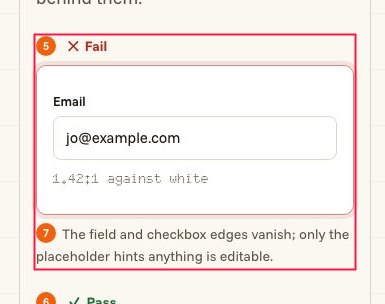 behind them.
5 ✕ Fail
Email
jo@example.com
1.42:1 against white
7 The field and checkbox edges vanish; only the
placeholder hints anything is editable.
6 ✓ Pass